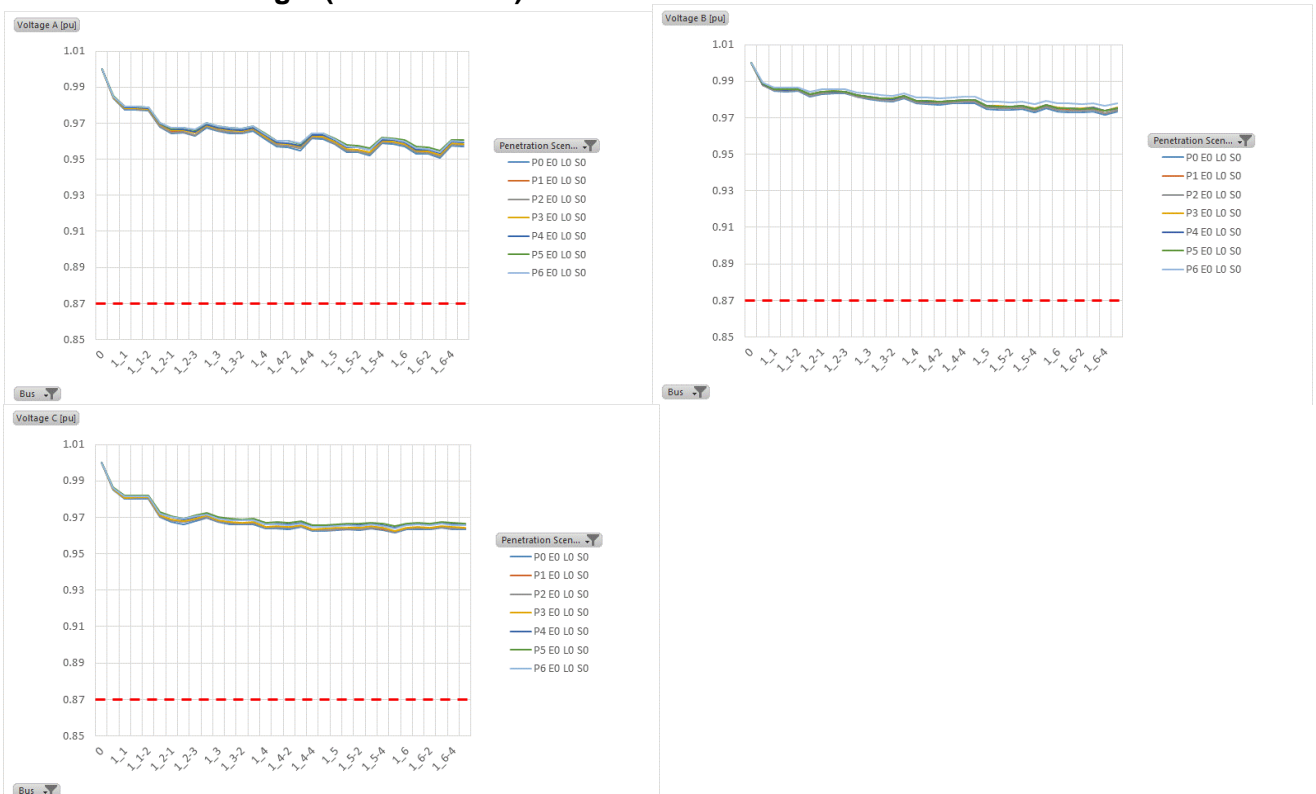 Voltage A [pu]
1.01
0.99
0.97
0.95
0.93
0.91
0.89
0.87
0.85
0
1_1
1_1-2
1_2-1
1_2-3
1_3
1_3-2
1_4
1_4-2
1_4-4
1_5
1_5-2
1_5-4
1_6
1_6-2
1_6-4
Penetration Scen...
P0 E0 L0 S0
P1 E0 L0 S0
P2 E0 L0 S0
P3 E0 L0 S0
P4 E0 L0 S0
P5 E0 L0 S0
P6 E0 L0 S0
Bus
Voltage B [pu]
1.01
0.99
0.97
0.95
0.93
0.91
0.89
0.87
0.85
0
1_1
1_1-2
1_2-1
1_2-3
1_3
1_3-2
1_4
1_4-2
1_4-4
1_5
1_5-2
1_5-4
1_6
1_6-2
1_6-4
Penetration Scen...
P0 E0 L0 S0
P1 E0 L0 S0
P2 E0 L0 S0
P3 E0 L0 S0
P4 E0 L0 S0
P5 E0 L0 S0
P6 E0 L0 S0
Bus
Voltage C [pu]
1.01
0.99
0.97
0.95
0.93
0.91
0.89
0.87
0.85
0
1_1
1_1-2
1_2-1
1_2-3
1_3
1_3-2
1_4
1_4-2
1_4-4
1_5
1_5-2
1_5-4
1_6
1_6-2
1_6-4
Penetration Scen...
P0 E0 L0 S0
P1 E0 L0 S0
P2 E0 L0 S0
P3 E0 L0 S0
P4 E0 L0 S0
P5 E0 L0 S0
P6 E0 L0 S0
Bus